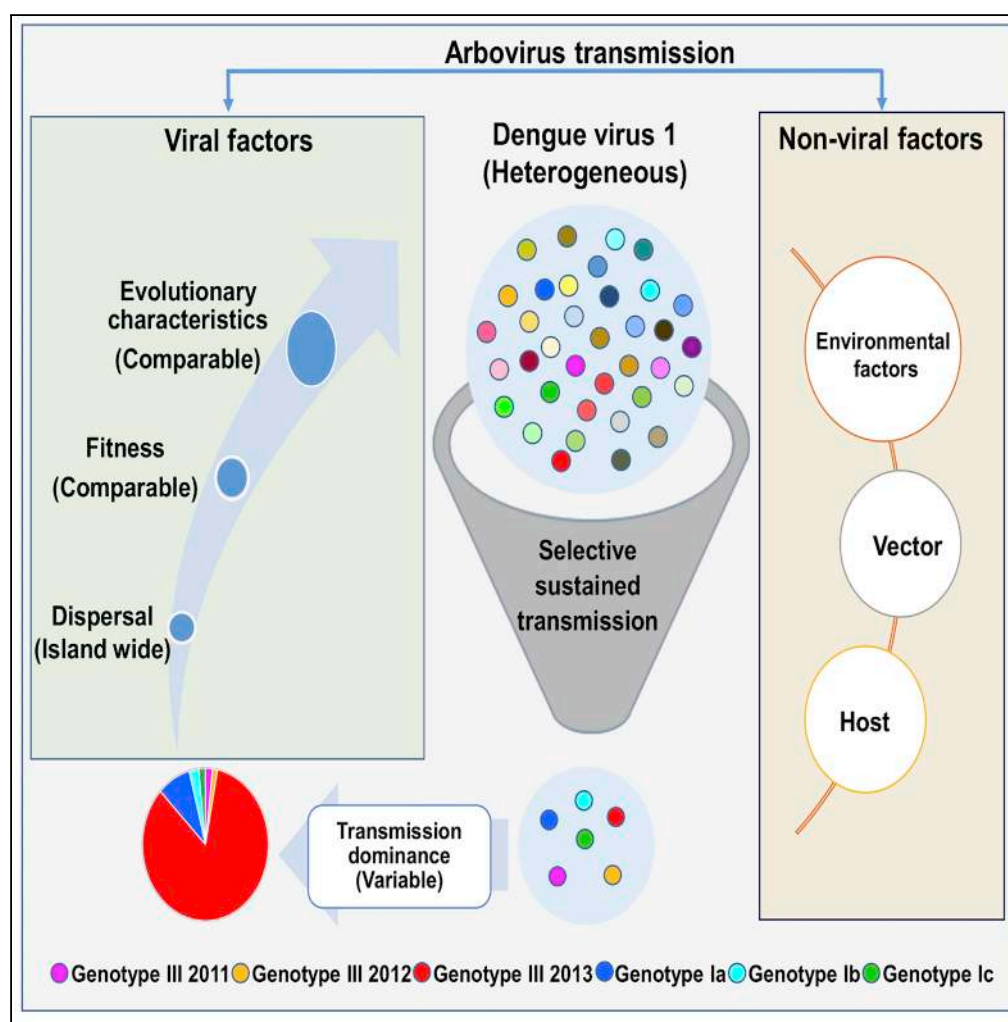 Arbovirus transmission
Viral factors
Evolutionary
characteristics
(Comparable)
Fitness
(Comparable)
Dispersal
(Island wide)
Dengue virus 1
(Heterogeneous)
Selective
sustained
transmission
Non-viral factors
Environmental
factors
Vector
Host
Transmission
dominance
(Variable)
Genotype III 2011 Genotype III 2012 Genotype III 2013 Genotype Ia Genotype Ib Genotype Ic